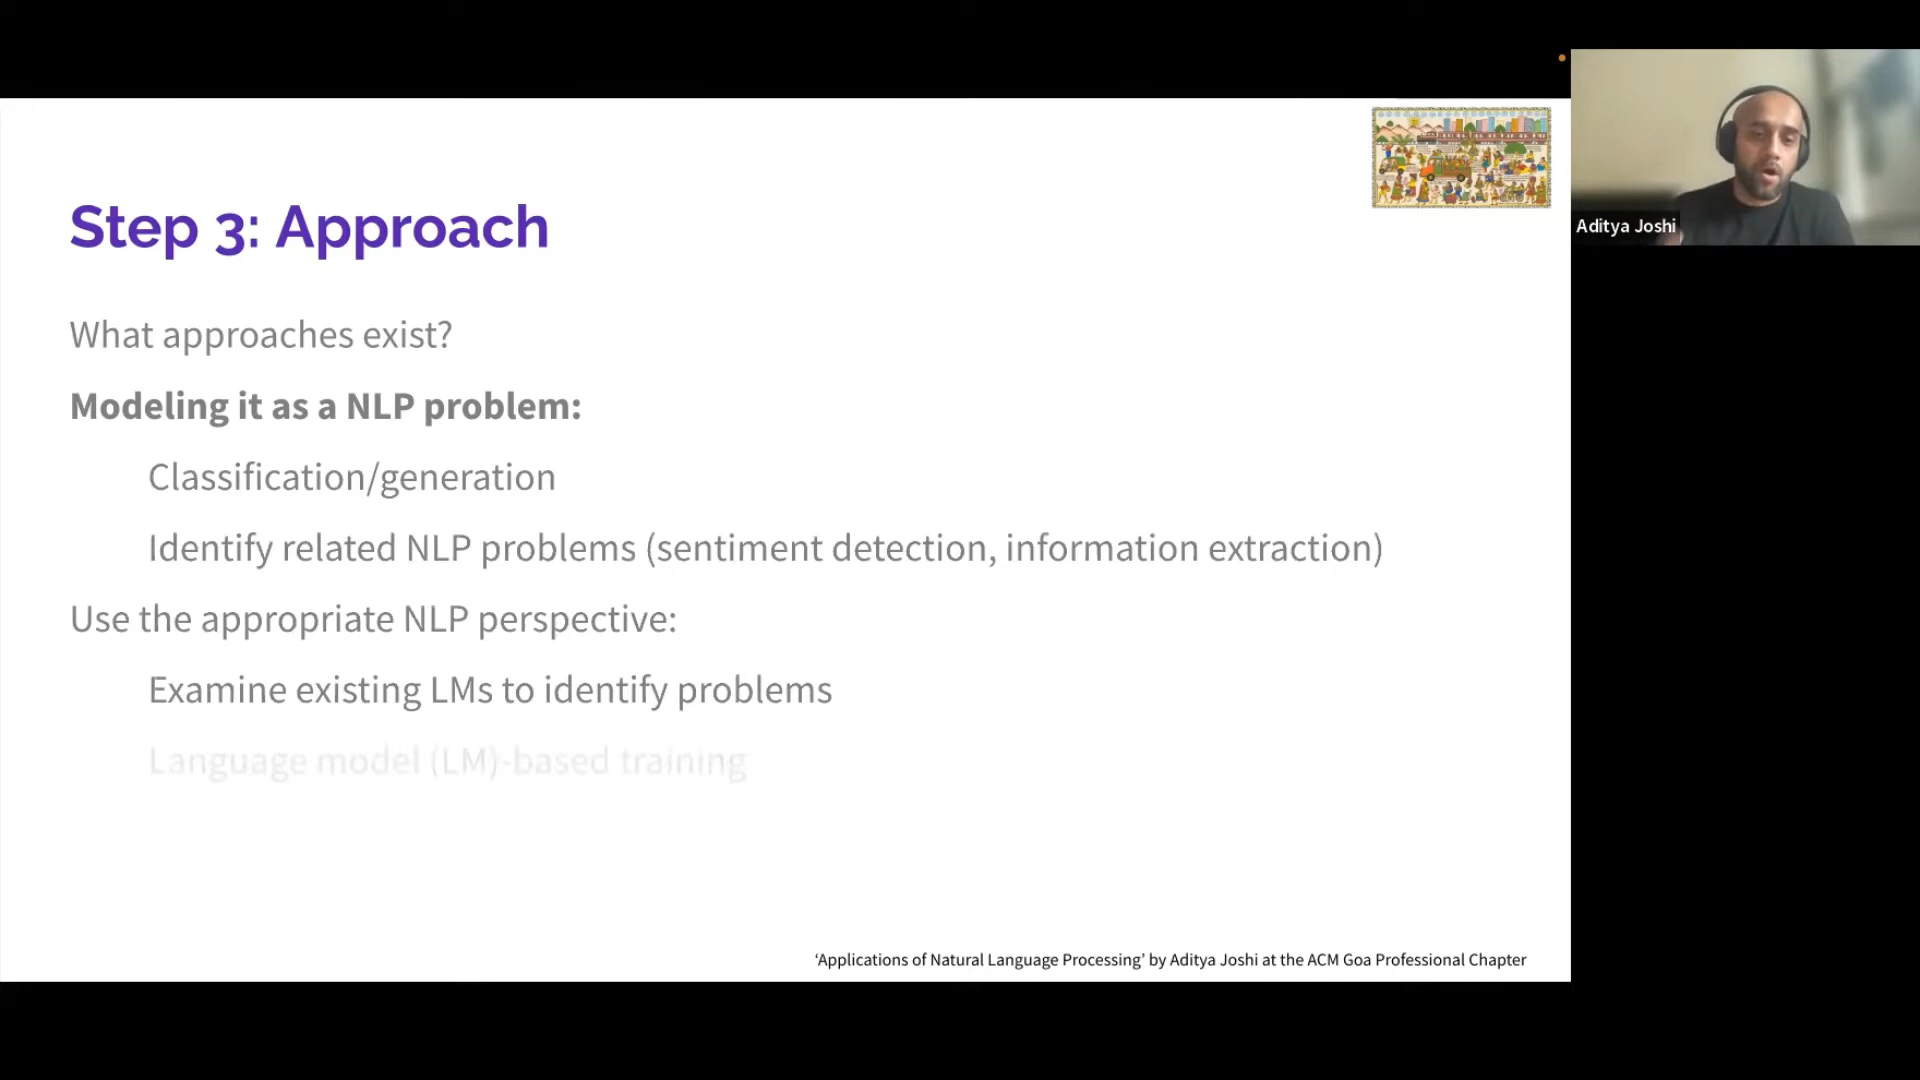 Step 3: Approach
What approaches exist?
Modeling it as a NLP problem:
Classification/generation
Identify related NLP problems (sentiment detection, information extraction)
Use the appropriate NLP perspective:
Examine existing LMs to identify problems
Language model (LM)-based training
'Applications of Natural Language Processing' by Aditya Joshi at the ACM Goa Professional Chapter
Aditya Joshi